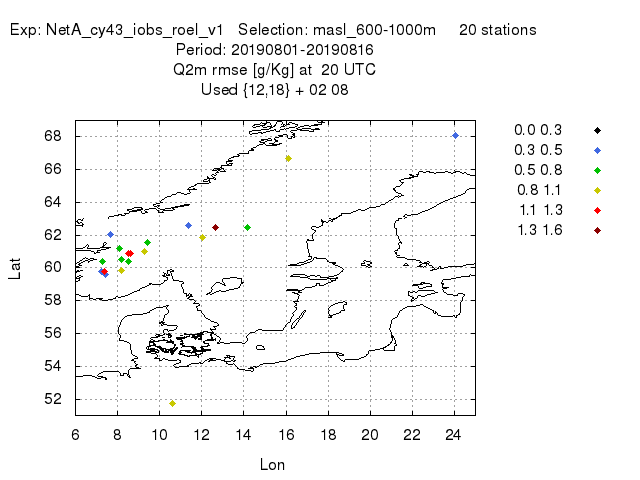 Exp: NetA_cy43_iobs_roel_v1 Selection: masl_600-1000m 20 stations
Period: 20190801-20190816
Q2m rmse [g/Kg] at 20 UTC
Used {12,18} + 02 08
0.0 0.3
0.3 0.5
0.5 0.8
0.8 1.1
1.1 1.3
1.3 1.6
68
66
64
62
60
58
56
54
52
Lat
6 8 10 12 14 16 18 20 22 24
Lon